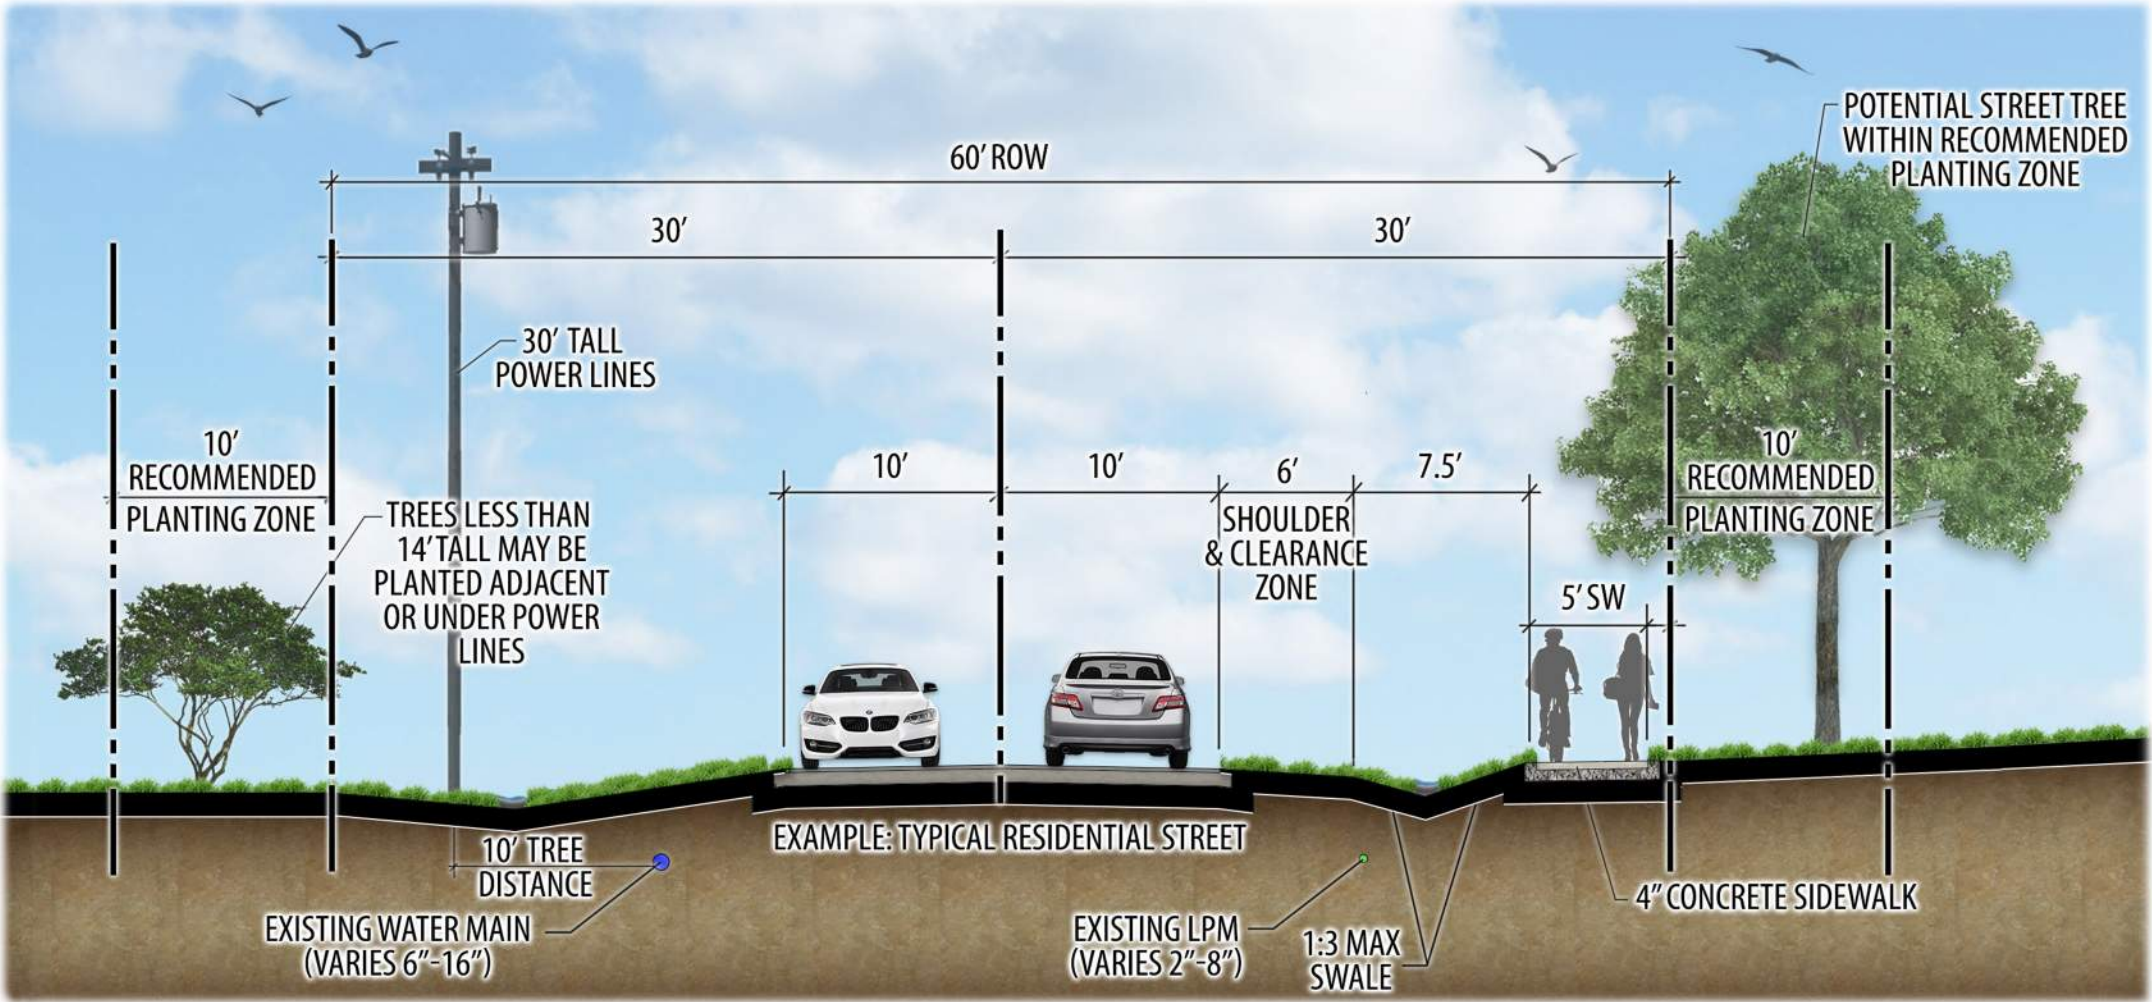 POTENTIAL STREET TREE
WITHIN RECOMMENDED
PLANTING ZONE
60' ROW
30'
30'
30' TALL
POWER LINES
10'
RECOMMENDED
PLANTING ZONE
TREES LESS THAN
14' TALL MAY BE
PLANTED ADJACENT
OR UNDER POWER
LINES
10'
10'
6'
SHOULDER
& CLEARANCE
ZONE
7.5'
5' SW
10'
RECOMMENDED
PLANTING ZONE
EXAMPLE: TYPICAL RESIDENTIAL STREET
10' TREE
DISTANCE
EXISTING WATER MAIN
(VARIES 6"-16")
EXISTING LPM
(VARIES 2"-8")
1:3 MAX
SWALE
4" CONCRETE SIDEWALK